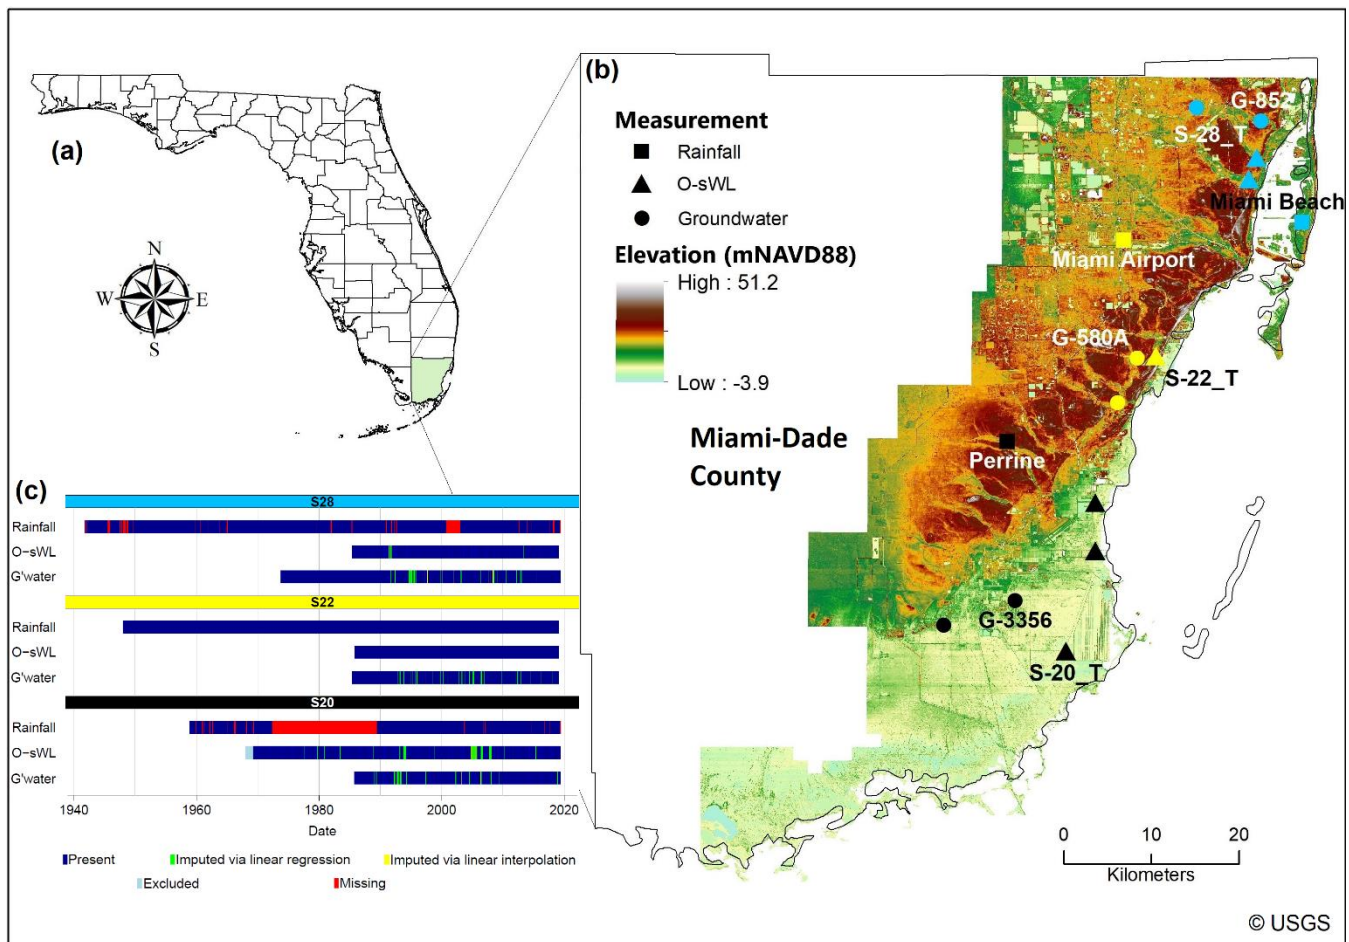 (a)
N
W
E
S
(b)
Measurement
Rainfall
O-sWL
Groundwater
Elevation (mNAVD88)
High : 51.2
Low : -3.9
G-852
S-28_T
Miami Beach
Miami Airport
G-580A
S-22_T
Miami-Dade
County
Perrine
G-3356
S-20_T
0 10 20
Kilometers
© USGS
(c)
S28
Rainfall
O-sWL
G'water
S22
Rainfall
O-sWL
G'water
S20
Rainfall
O-sWL
G'water
1940 1960 1980 2000 2020
Date
Present
Imputed via linear regression
Imputed via linear interpolation
Excluded
Missing